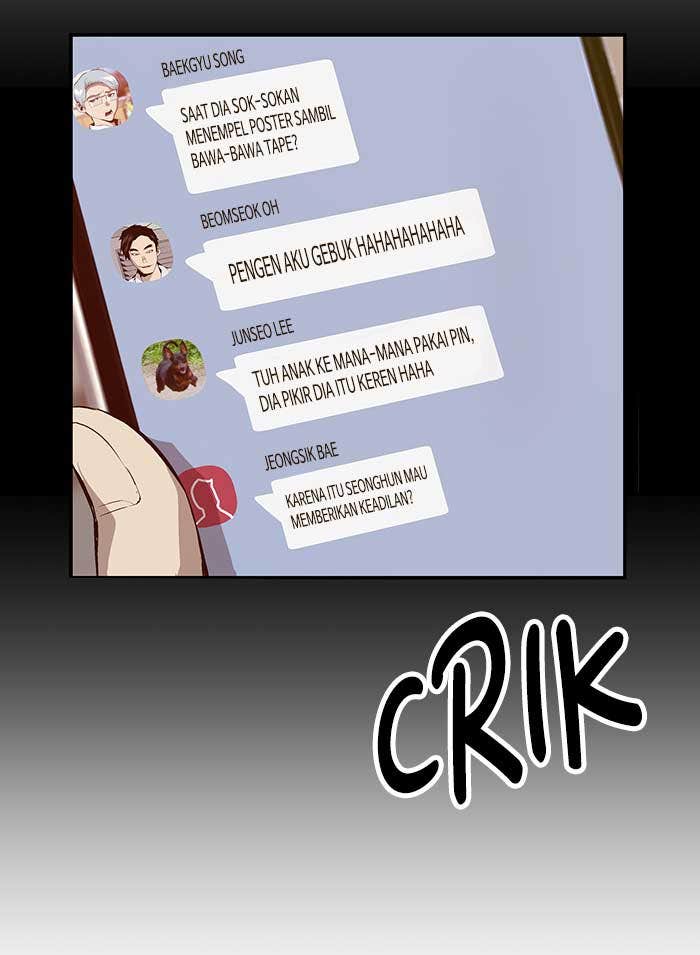 BAEKGYU SONG
SAAT DIA SOK-SOKAN
MENEMPEL POSTER SAMBIL
BAWA-BAWA TAPE?
BEOMSEOK OH
PENGEN AKU GEBUK HAHAHAHAHAHA
JUNSEO LEE
TUH ANAK KE MANA-MANA PAKAI PIN,
DIA PIKIR DIA ITU KEREN HAHA
JEONGSIK BAE
KARENA ITU SEONGHUN MAU
MEMBERIKAN KEADILAN?
CRIK